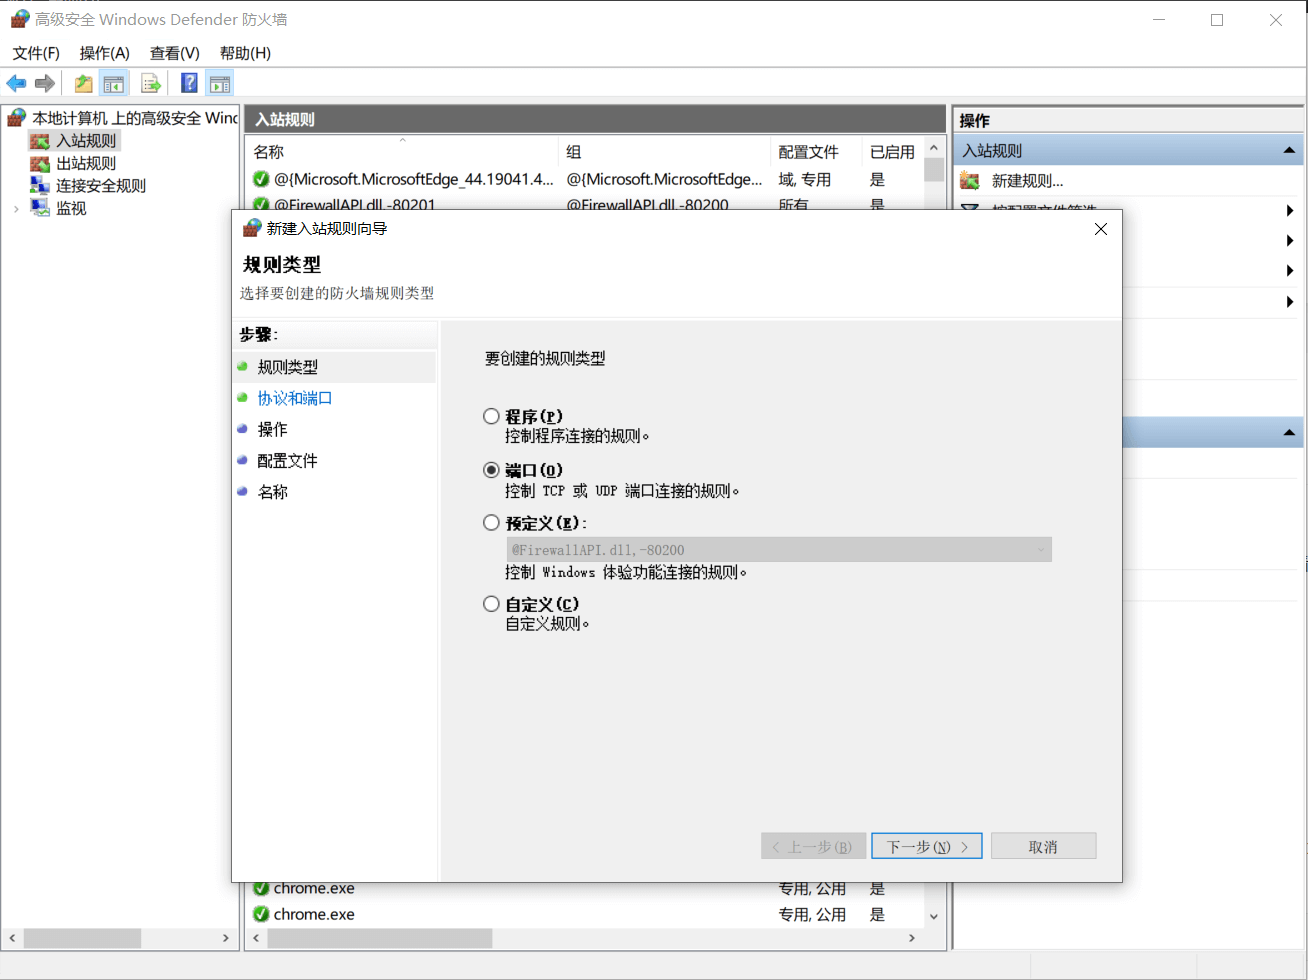 高级安全 Windows Defender 防火墙
文件(F) 操作(A) 查看(V) 帮助(H)
本地计算机 上的高级安全 Wind
入站规则
出站规则
连接安全规则
监视
入站规则
名称 组 配置文件 已启用
@{Microsoft.MicrosoftEdge_44.19041.4... @{Microsoft.MicrosoftEdge... 域, 专用 是
@FirewallAPI.dll,-80201 @FirewallAPI.dll,-80200 所有 是
操作
入站规则
新建规则...
新建入站规则向导
规则类型
选择要创建的防火墙规则类型
步骤:
规则类型
协议和端口
操作
配置文件
名称
要创建的规则类型
程序(P)
控制程序连接的规则。
端口(O)
控制 TCP 或 UDP 端口连接的规则。
预定义(E):
@FirewallAPI.dll,-80200
控制 Windows 体验功能连接的规则。
自定义(C)
自定义规则。
< 上一步(B) 下一步(N) > 取消
chrome.exe 专用, 公用 是
chrome.exe 专用, 公用 是